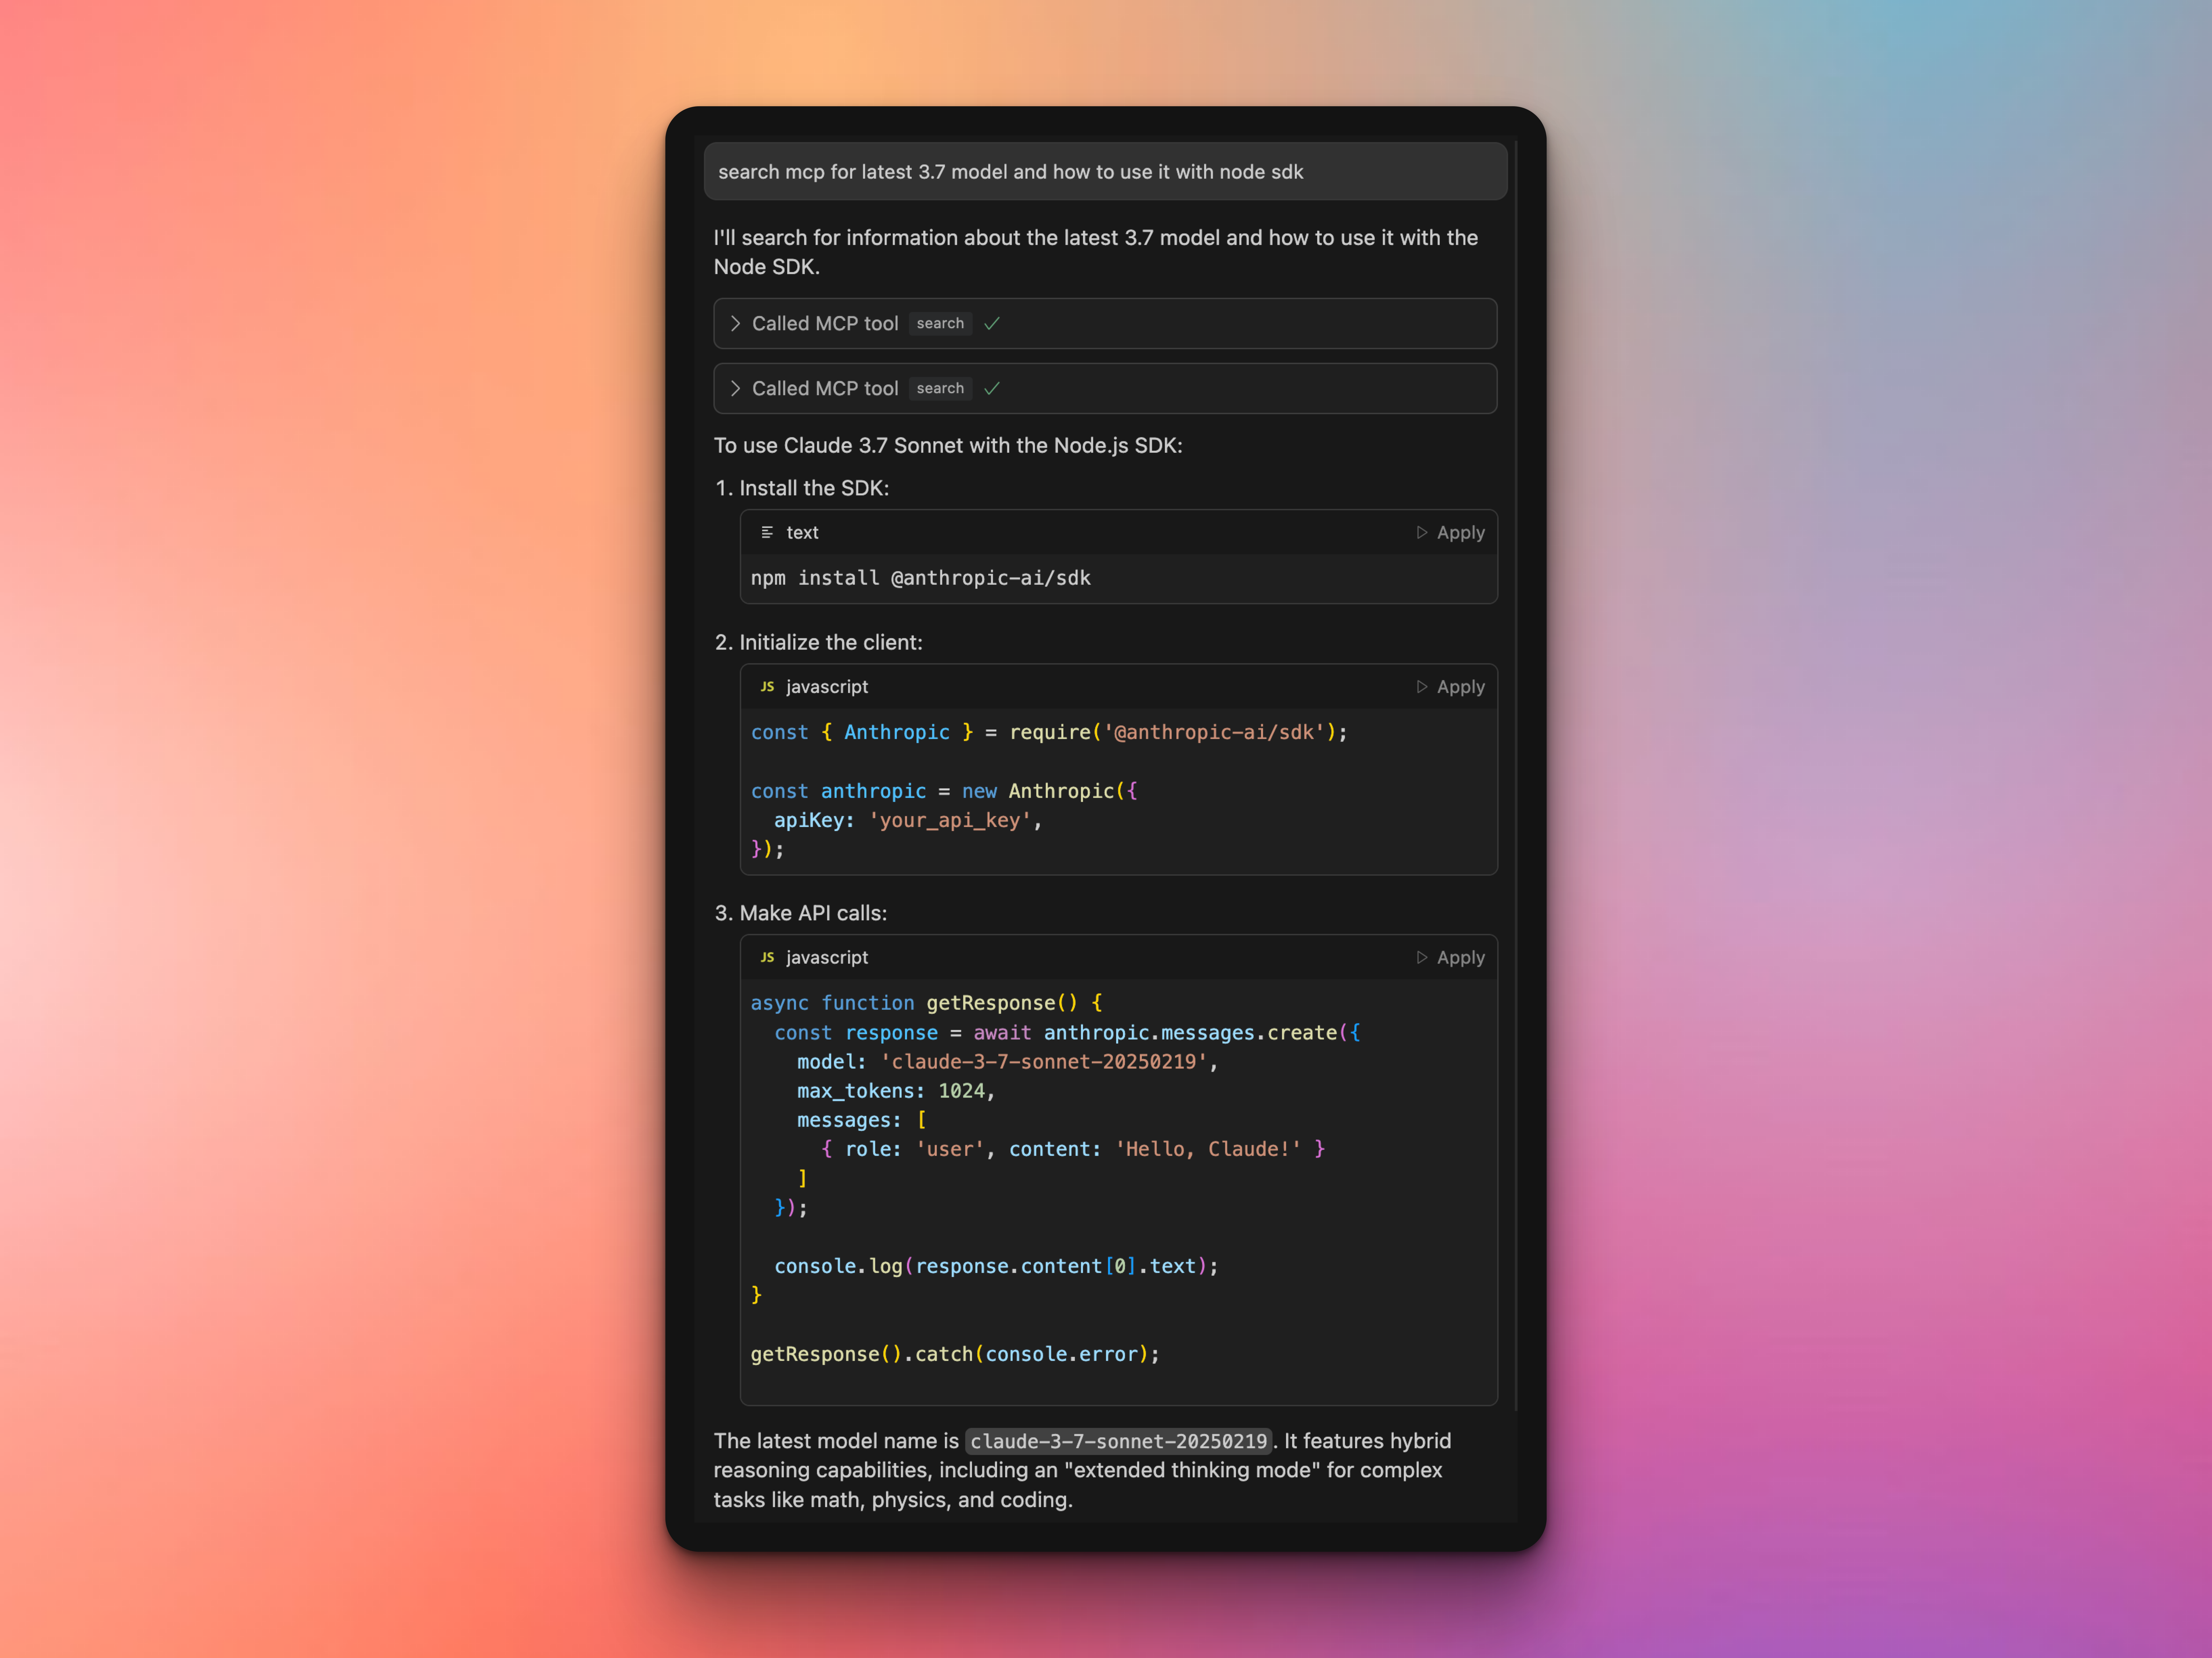 search mcp for latest 3.7 model and how to use it with node sdk
I'll search for information about the latest 3.7 model and how to use it with the
Node SDK.
Called MCP tool search
Called MCP tool search
To use Claude 3.7 Sonnet with the Node.js SDK:
1. Install the SDK:
text Apply
npm install @anthropic-ai/sdk
2. Initialize the client:
JS javascript Apply
const { Anthropic } = require('@anthropic-ai/sdk');
const anthropic = new Anthropic({
  apiKey: 'your_api_key',
});
3. Make API calls:
JS javascript Apply
async function getResponse() {
  const response = await anthropic.messages.create({
    model: 'claude-3-7-sonnet-20250219',
    max_tokens: 1024,
    messages: [
      { role: 'user', content: 'Hello, Claude!' }
    ]
  });
  console.log(response.content[0].text);
}
getResponse().catch(console.error);
The latest model name is claude-3-7-sonnet-20250219. It features hybrid
reasoning capabilities, including an "extended thinking mode" for complex
tasks like math, physics, and coding.